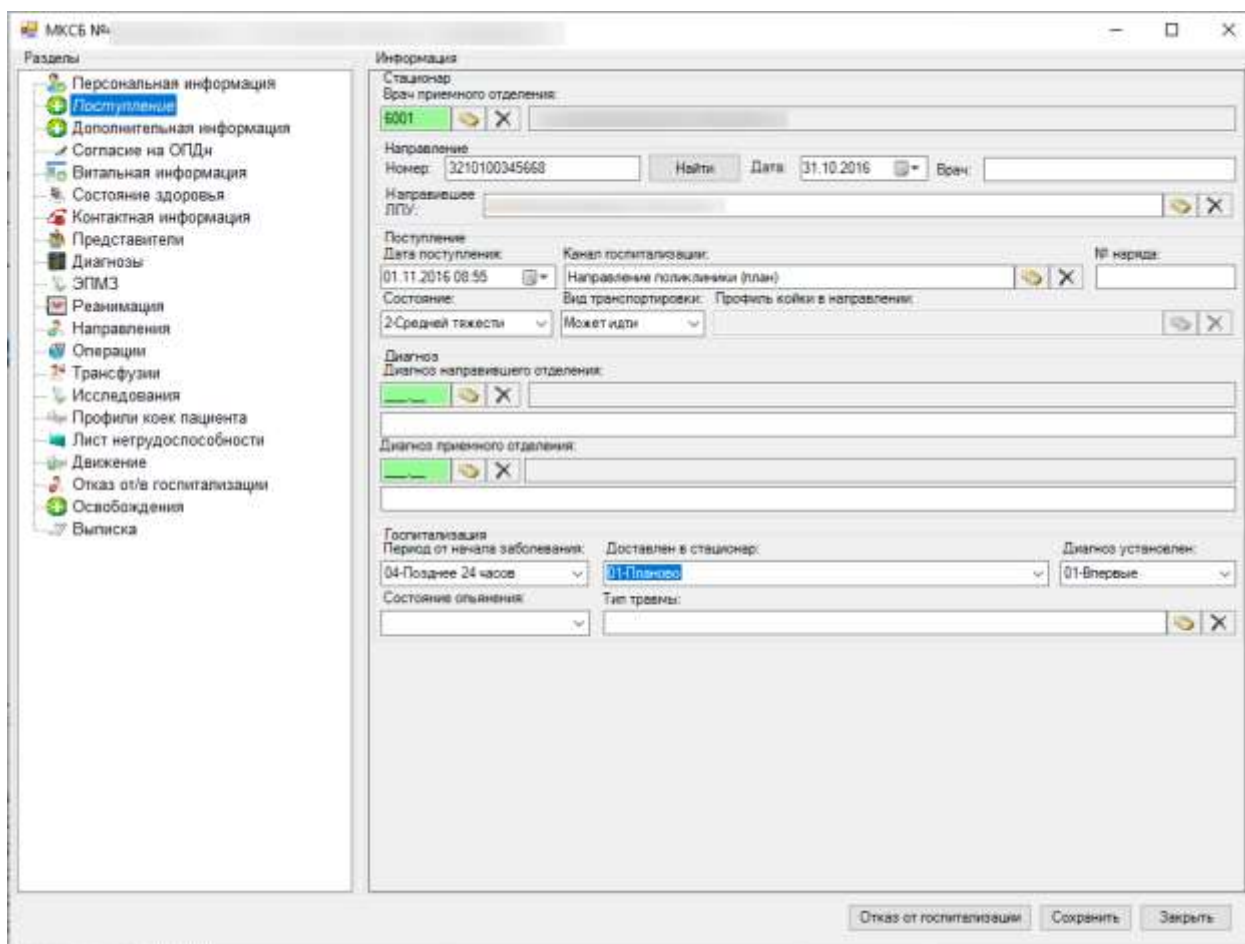 МКСБ №
Разделы
Персональная информация
Поступление
Дополнительная информация
Согласие на ОПДн
Витальная информация
Состояние здоровья
Контактная информация
Представители
Диагнозы
ЭПМЗ
Реанимация
Направления
Операции
Трансфузии
Исследования
Профили коек пациента
Лист нетрудоспособности
Движение
Отказ от/в госпитализации
Освобождения
Выписка
Информация
Стационар
Врач приемного отделения:
6001
Направление
Номер: 3210100345668 Найти Дата: 31.10.2016 Врач:
Направившее
ЛПУ:
Поступление
Дата поступления: Канал госпитализации: № наряда:
01.11.2016 08:55 Направление поликлиники (план)
Состояние: Вид транспортировки: Профиль койки в направлении:
2-Средней тяжести Может идти
Диагноз
Диагноз направившего отделения:
___.__
Диагноз приемного отделения:
___.__
Госпитализация
Период от начала заболевания: Доставлен в стационар: Диагноз установлен:
04-Позднее 24 часов 01-Планово 01-Впервые
Состояние опьянения: Тип травмы:
Отказ от госпитализации Сохранить Закрыть